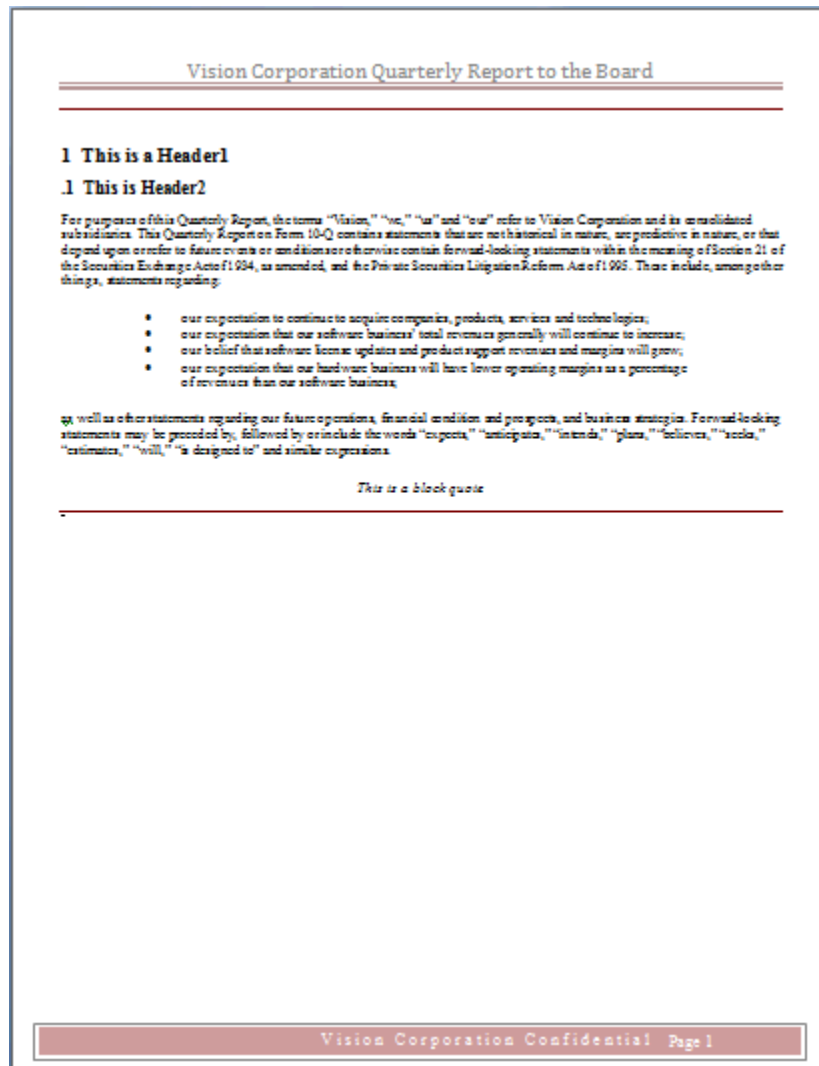 Vision Corporation Quarterly Report to the Board
1 This is a Header1
.1 This is Header2
For purposes of this Quarterly Report, the terms “Vision,” “we,” “us” and “our” refer to Vision Corporation and its consolidated
subsidiaries. This Quarterly Report on Form 10-Q contains statements that are not historical in nature, are predictive in nature, or that
depend upon or refer to future events or conditions or otherwise contain forward-looking statements within the meaning of Section 21 of
the Securities Exchange Act of 1934, as amended, and the Private Securities Litigation Reform Act of 1995. These include, among other
things, statements regarding:
• our expectation to continue to acquire companies, products, services and technologies;
• our expectation that our software business’ total revenues generally will continue to increase;
• our belief that software license updates and product support revenues and margins will grow;
• our expectation that our hardware business will have lower operating margins as a percentage
of revenues than our software business;
as well as other statements regarding our future operations, financial condition and prospects, and business strategies. Forward-looking
statements may be preceded by, followed by or include the words “expects,” “anticipates,” “intends,” “plans,” “believes,” “seeks,”
“estimates,” “will,” “is designed to” and similar expressions.
This is a block quote
Vision Corporation Confidential Page 1